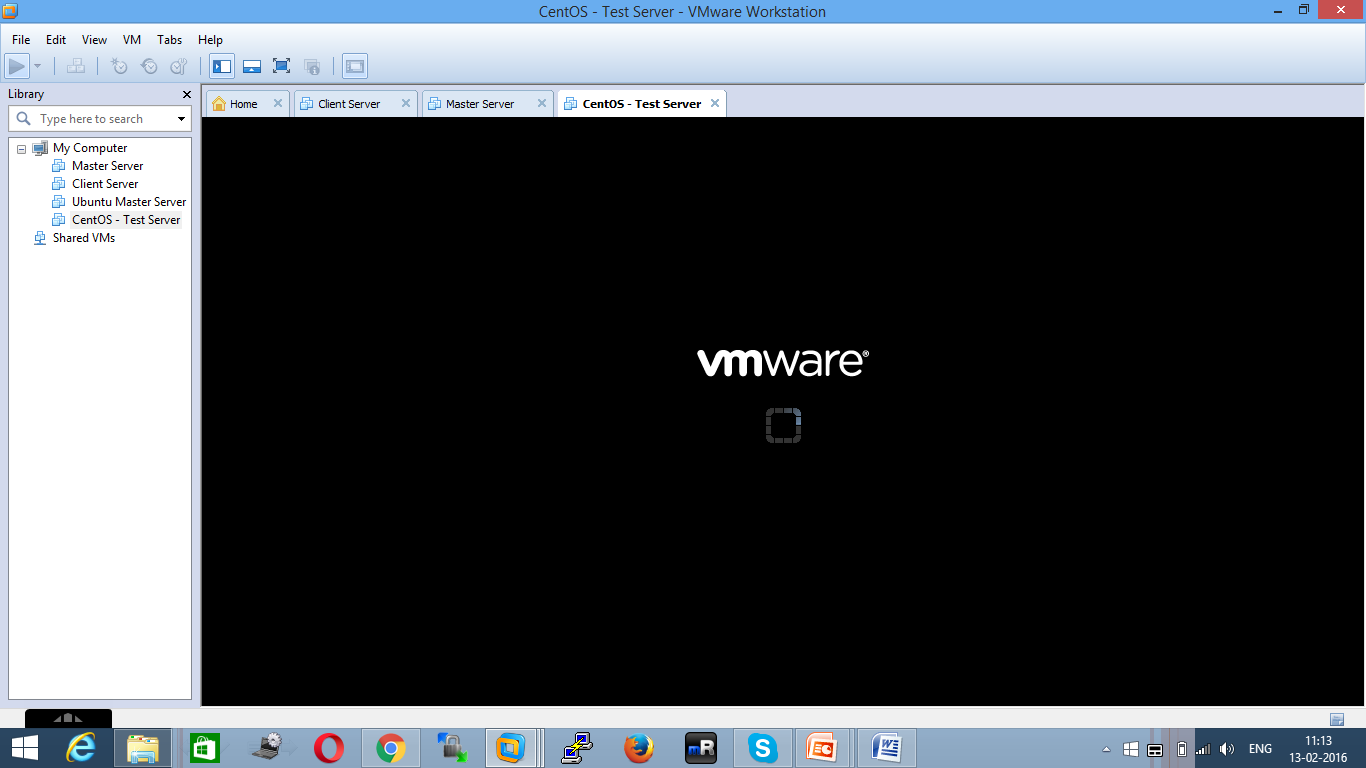 CentOS - Test Server - VMware Workstation
File Edit View VM Tabs Help
Library
Type here to search
My Computer
Master Server
Client Server
Ubuntu Master Server
CentOS - Test Server
Shared VMs
Home Client Server Master Server CentOS - Test Server
vmware®
mR
ENG
11:13
13-02-2016